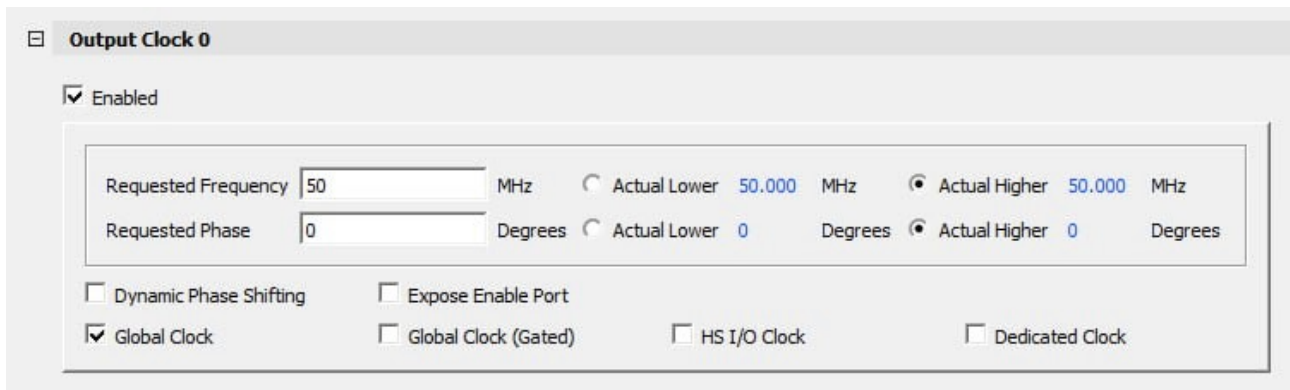 Output Clock 0
Enabled
Requested Frequency 50 MHz Actual Lower 50.000 MHz Actual Higher 50.000 MHz
Requested Phase 0 Degrees Actual Lower 0 Degrees Actual Higher 0 Degrees
Dynamic Phase Shifting Expose Enable Port
Global Clock Global Clock (Gated) HS I/O Clock Dedicated Clock